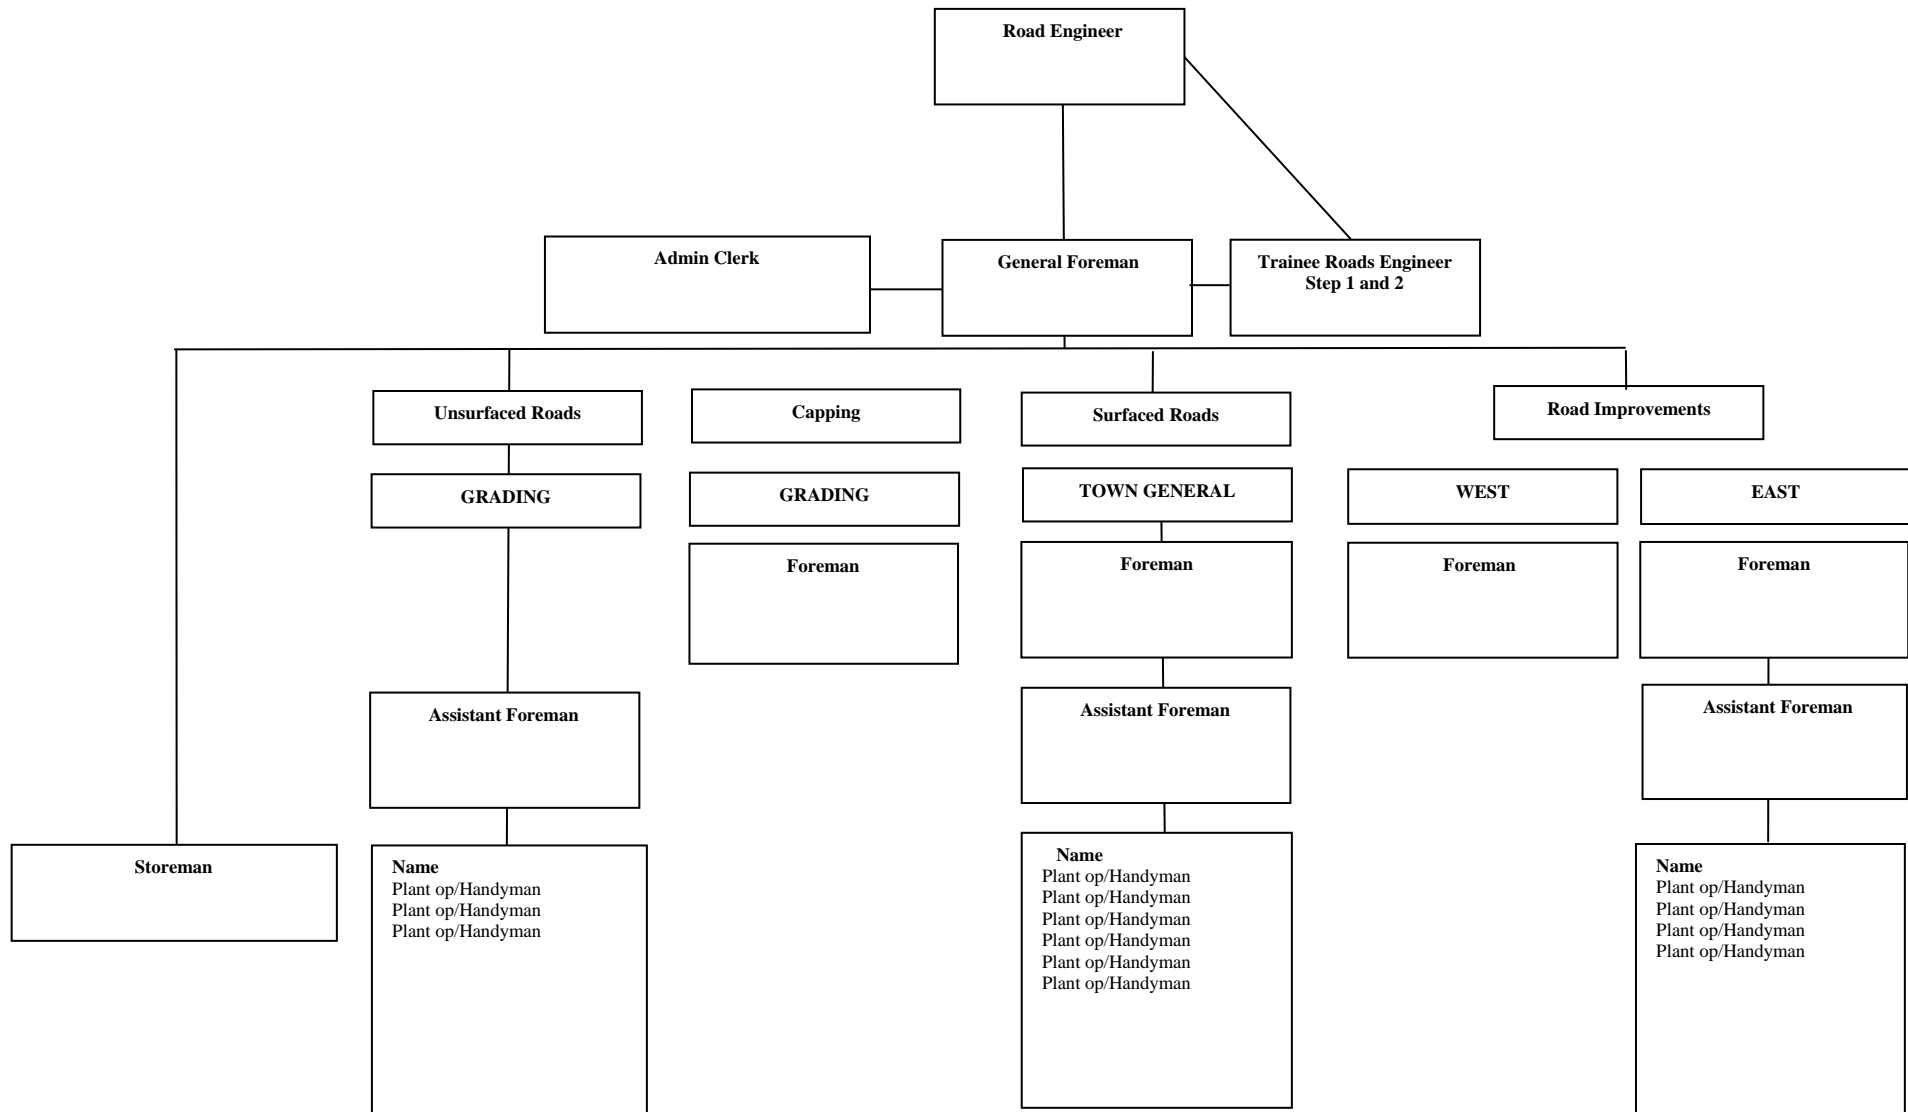 Road Engineer
Admin Clerk
General Foreman
Trainee Roads Engineer
Step 1 and 2
Unsurfaced Roads
Capping
Surfaced Roads
Road Improvements
GRADING
GRADING
TOWN GENERAL
WEST
EAST
Foreman
Foreman
Foreman
Foreman
Assistant Foreman
Assistant Foreman
Assistant Foreman
Storeman
Name
Plant op/Handyman
Plant op/Handyman
Plant op/Handyman
Name
Plant op/Handyman
Plant op/Handyman
Plant op/Handyman
Plant op/Handyman
Plant op/Handyman
Plant op/Handyman
Name
Plant op/Handyman
Plant op/Handyman
Plant op/Handyman
Plant op/Handyman